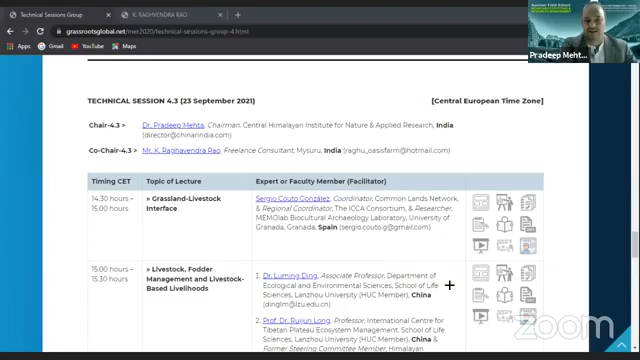 Technical Sessions Group
K. RAGHVENDRA RAO
grassrootsglobal.net/mer2020/technical-sessions-group-4.html
Apps
Gmail
YouTube
Maps
Summer Field School
Pradeep Meht...
TECHNICAL SESSION 4.3 (23 September 2021)
[Central European Time Zone]
Chair-4.3 > Dr. Pradeep Mehta, Chairman, Central Himalayan Institute for Nature & Applied Research, India
(director@chinarindia.com)
Co-Chair-4.3 > Mr. K. Raghavendra Rao, Freelance Consultant, Mysuru, India (raghu_oasisfarm@hotmail.com)
Timing CET
Topic of Lecture
Expert or Faculty Member (Facilitator)
14.30 hours –
15.00 hours
» Grassland-Livestock
Interface
Sergio Couto González, Coordinator, Common Lands Network,
& Regional Coordinator, The ICCA Consortium, & Researcher,
MEMOlab Biocultural Archaeology Laboratory, University of
Granada, Granada, Spain (sergio.couto.g@gmail.com)
15.00 hours –
15.30 hours
» Livestock, Fodder
Management and Livestock-
Based Livelihoods
1. Dr. Luming Ding, Associate Professor, Department of
Ecological and Environmental Sciences, School of Life
Sciences, Lanzhou University (HUC Member), China
(dinglm@lzu.edu.cn)
2. Prof. Dr. Ruijun Long, Professor, International Centre for
Tibetan Plateau Ecosystem Management, School of Life
Sciences, Lanzhou University (HUC Member), China &
Former Steering Committee Member, Himalayan
zoom